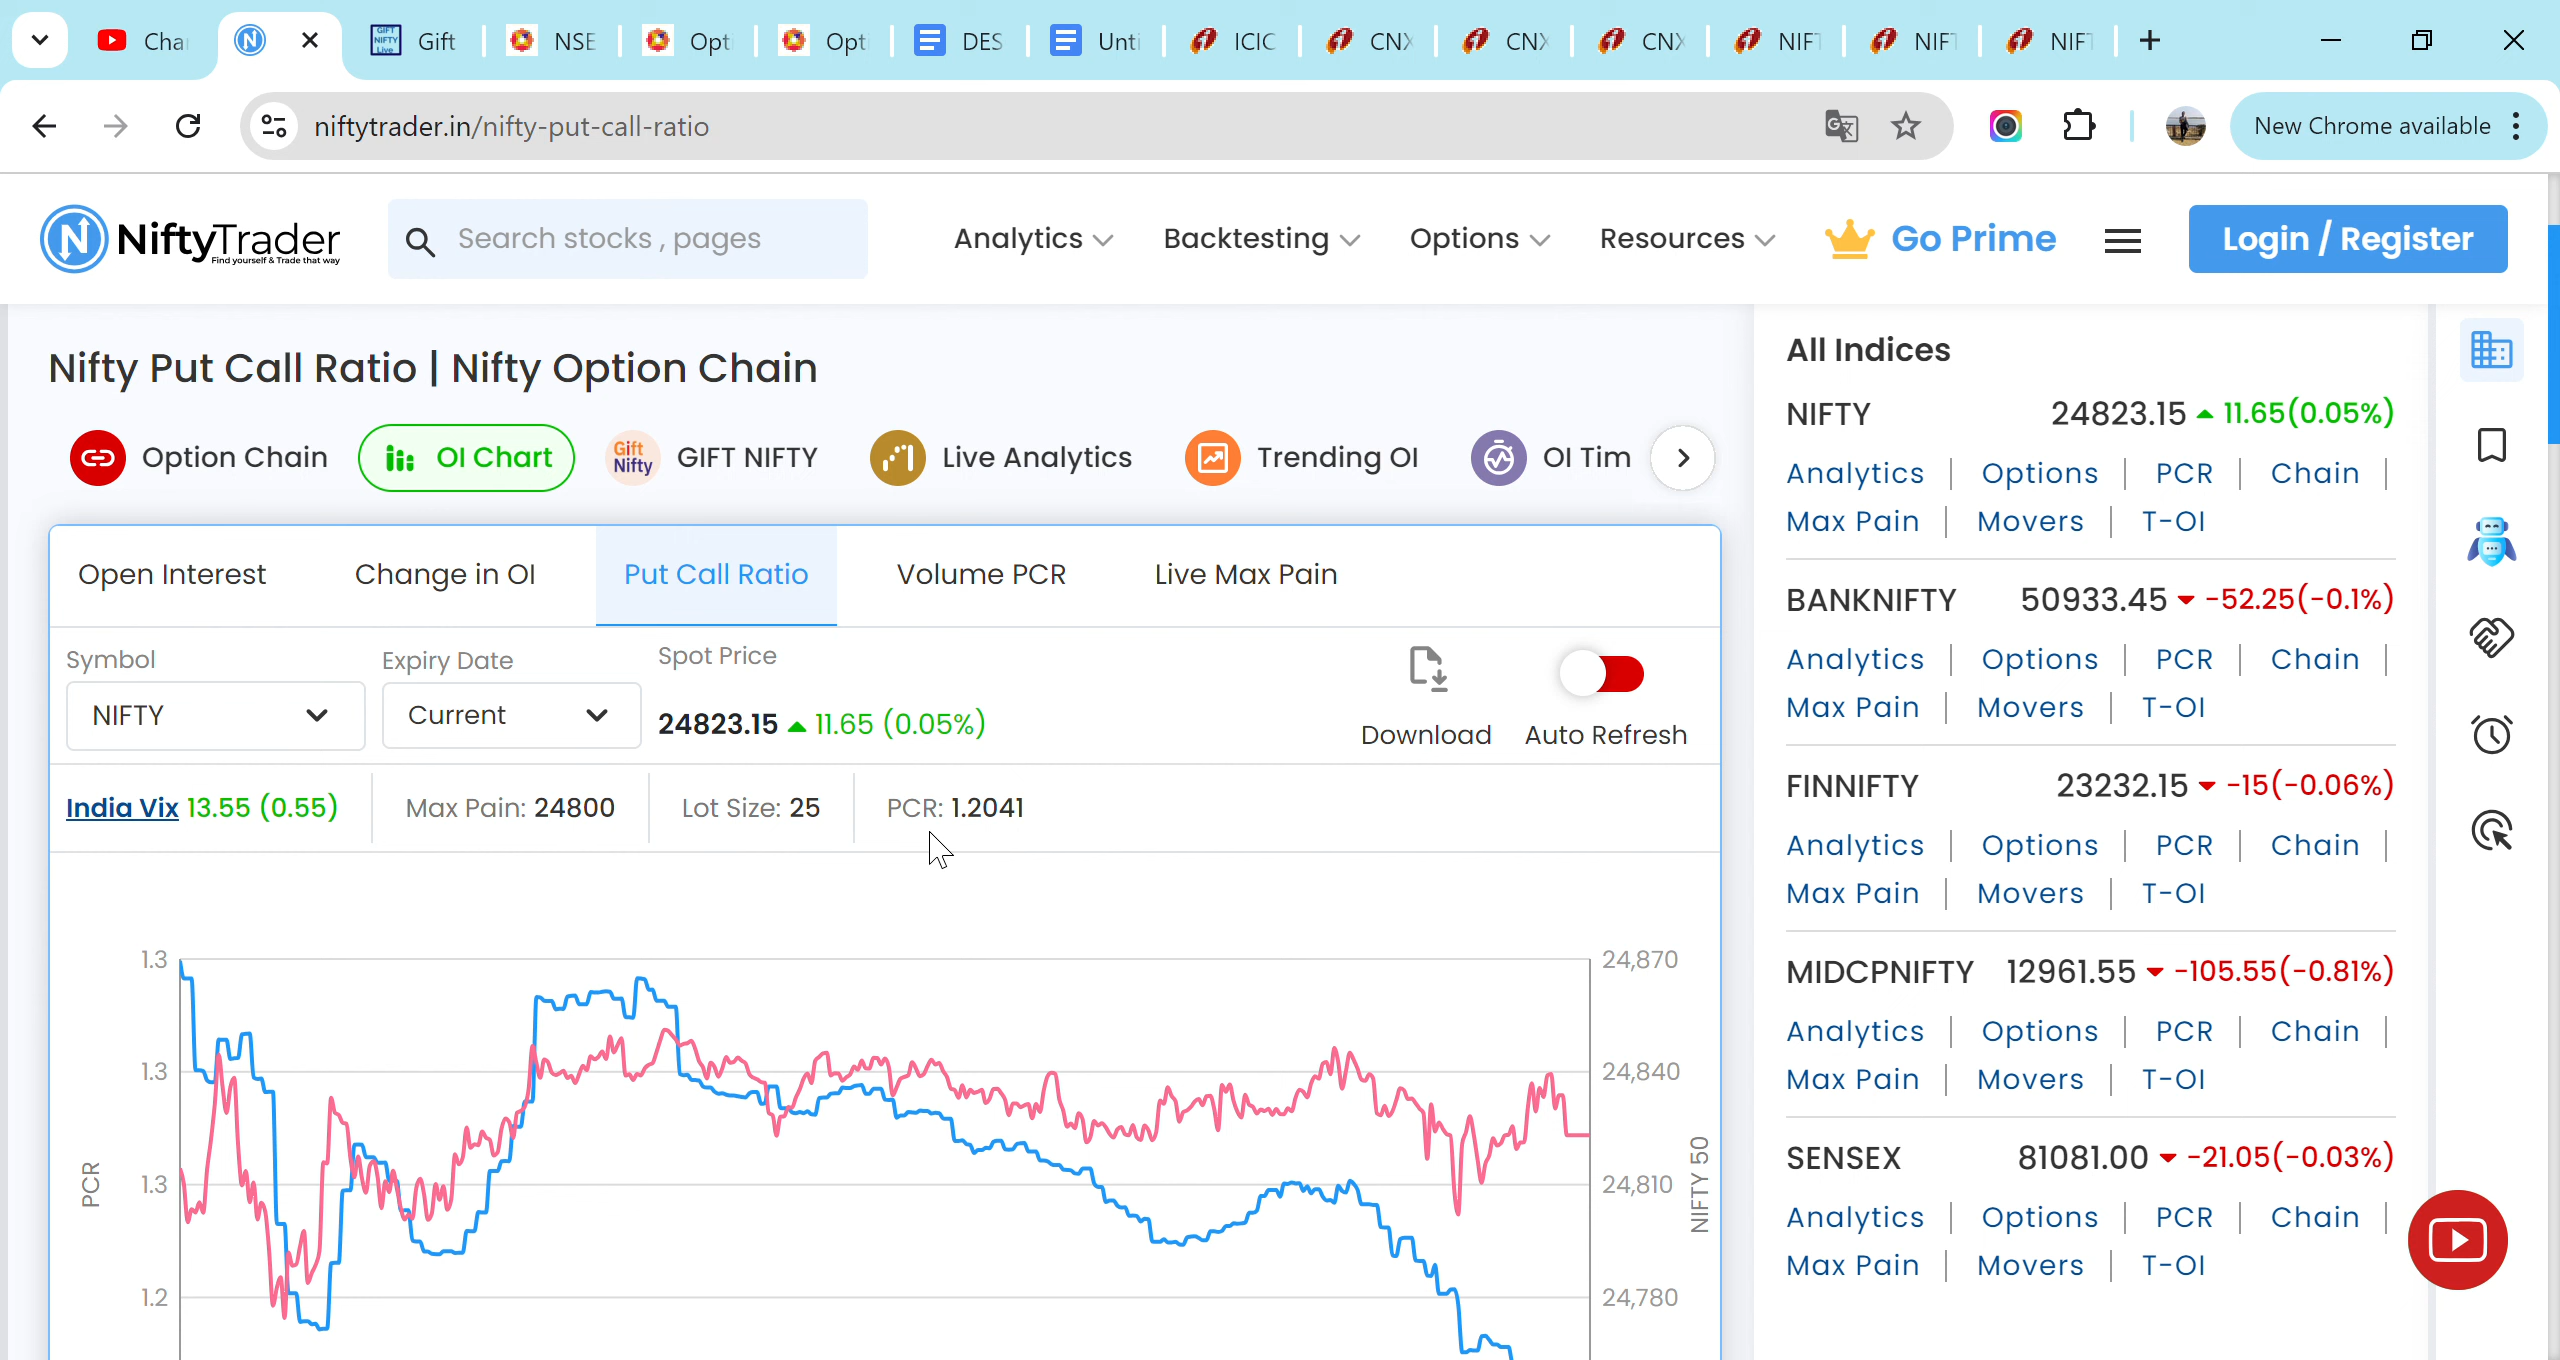 Cha
Gift
NSE
Opt
Opt
DES
Unti
ICIC
CNX
CNX
CNX
NIFT
NIFT
NIFT
niftytrader.in/nifty-put-call-ratio
New Chrome available
NiftyTrader
Find yourself & Trade that way
Search stocks , pages
Analytics
Backtesting
Options
Resources
Go Prime
Login / Register
Nifty Put Call Ratio | Nifty Option Chain
Option Chain
OI Chart
Gift Nifty
GIFT NIFTY
Live Analytics
Trending OI
OI Tim
Open Interest
Change in OI
Put Call Ratio
Volume PCR
Live Max Pain
Symbol
NIFTY
Expiry Date
Current
Spot Price
24823.15 11.65 (0.05%)
Download
Auto Refresh
India Vix 13.55 (0.55)
Max Pain: 24800
Lot Size: 25
PCR: 1.2041
1.3
1.3
1.3
1.2
PCR
24,870
24,840
24,810
24,780
NIFTY 50
All Indices
NIFTY 24823.15 11.65(0.05%)
Analytics | Options | PCR | Chain |
Max Pain | Movers | T-OI
BANKNIFTY 50933.45 -52.25(-0.1%)
Analytics | Options | PCR | Chain |
Max Pain | Movers | T-OI
FINNIFTY 23232.15 -15(-0.06%)
Analytics | Options | PCR | Chain |
Max Pain | Movers | T-OI
MIDCPNIFTY 12961.55 -105.55(-0.81%)
Analytics | Options | PCR | Chain |
Max Pain | Movers | T-OI
SENSEX 81081.00 -21.05(-0.03%)
Analytics | Options | PCR | Chain |
Max Pain | Movers | T-OI